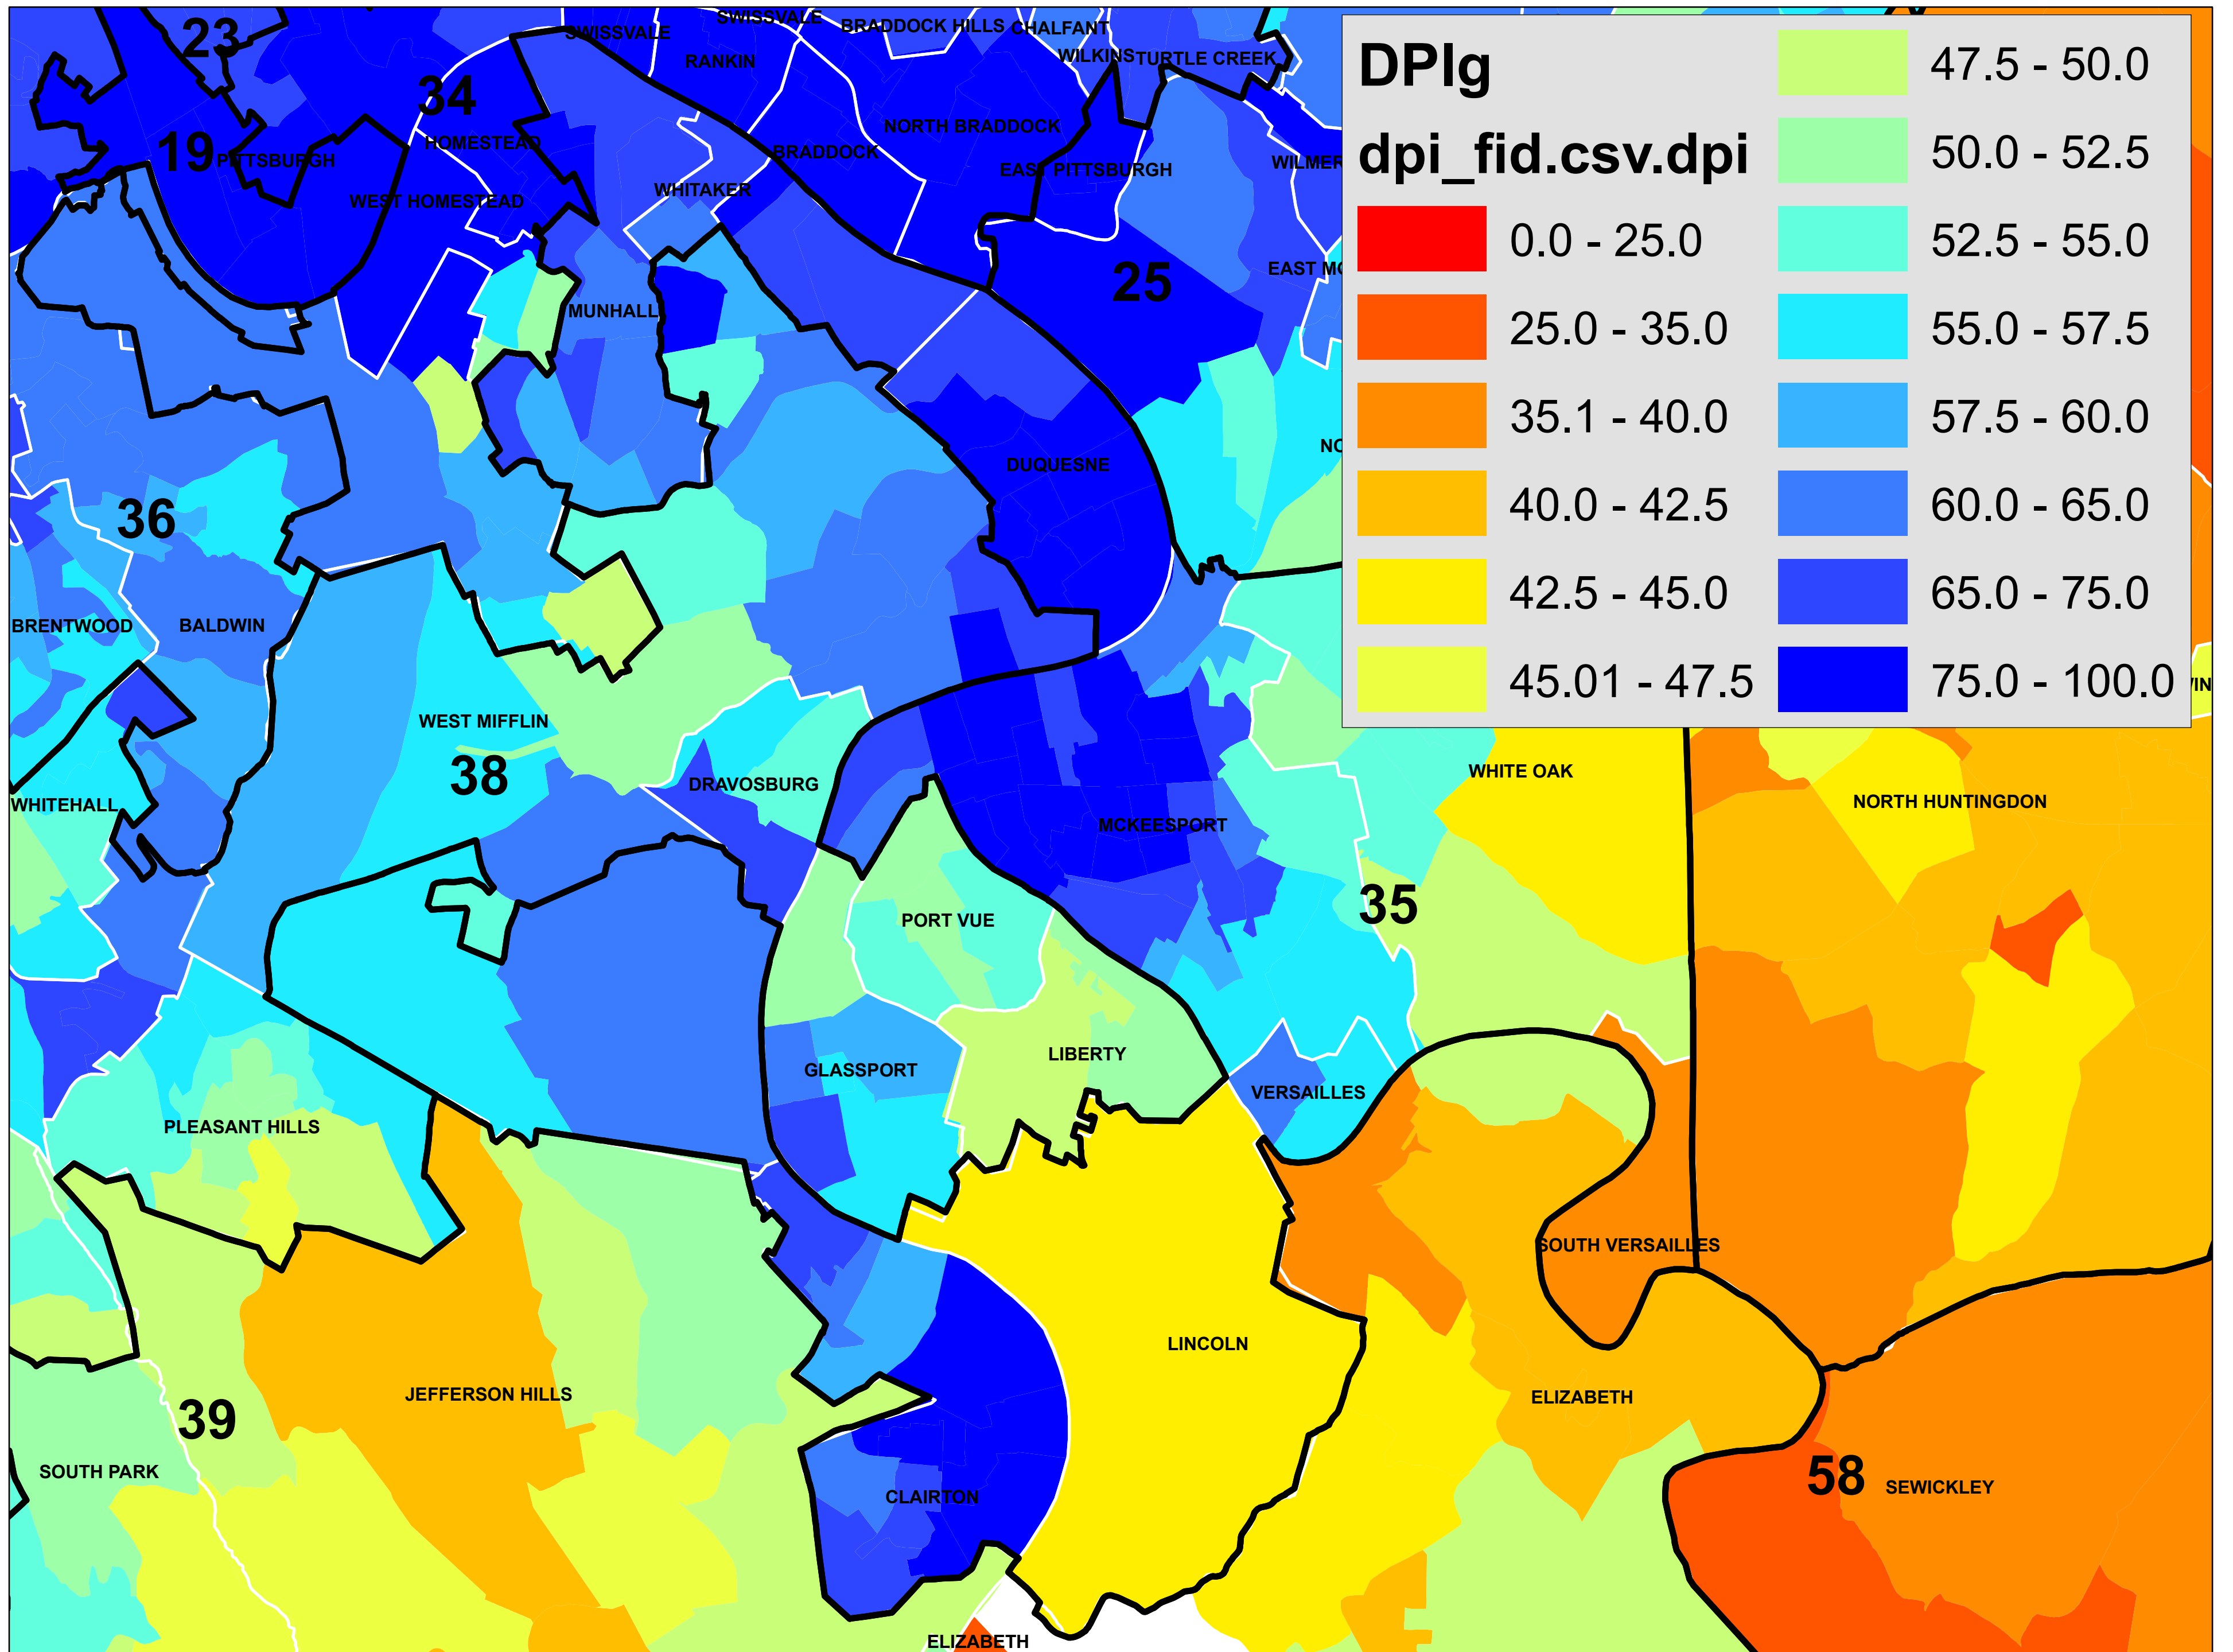 SWISSVALE
SWISSVALE
BRADDOCK HILLS
CHALFANT
23
RANKIN
WILKINS
TURTLE CREEK
34
HOMESTEAD
NORTH BRADDOCK
19
PITTSBURGH
BRADDOCK
EAST PITTSBURGH
WILMER
WEST HOMESTEAD
WHITAKER
25
EAST MC
MUNHALL
NO
DUQUESNE
36
BRENTWOOD
BALDWIN
WEST MIFFLIN
38
DRAVOSBURG
WHITEHALL
MCKEESPORT
WHITE OAK
NORTH HUNTINGDON
IN
35
PORT VUE
LIBERTY
GLASSPORT
VERSAILLES
PLEASANT HILLS
SOUTH VERSAILLES
LINCOLN
JEFFERSON HILLS
ELIZABETH
39
SOUTH PARK
CLAIRTON
58
SEWICKLEY
ELIZABETH
DPIg
dpi_fid.csv.dpi
0.0 - 25.0
25.0 - 35.0
35.1 - 40.0
40.0 - 42.5
42.5 - 45.0
45.01 - 47.5
47.5 - 50.0
50.0 - 52.5
52.5 - 55.0
55.0 - 57.5
57.5 - 60.0
60.0 - 65.0
65.0 - 75.0
75.0 - 100.0